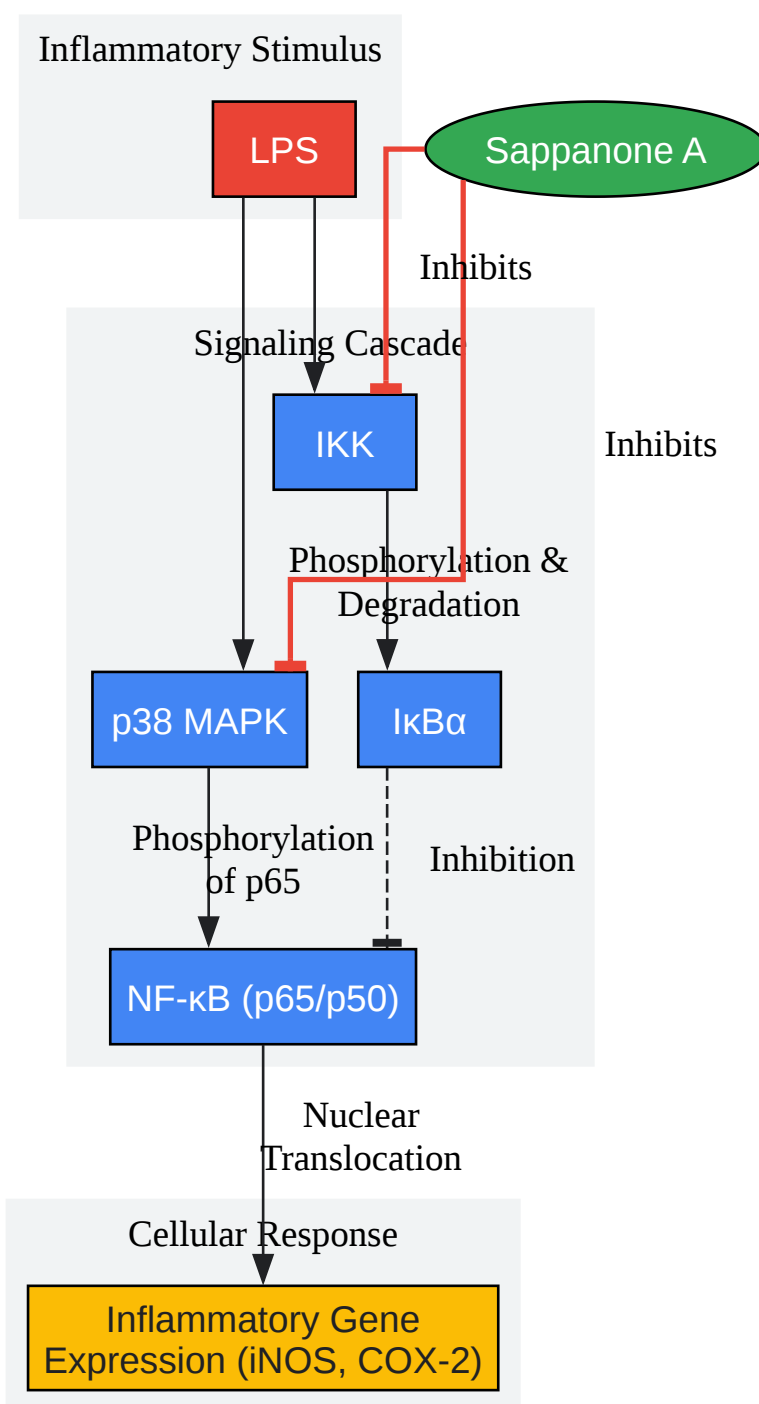 Inflammatory Stimulus
LPS
Sappanone A
Inhibits
Signaling Cascade
IKK
Inhibits
Phosphorylation &
Degradation
p38 MAPK
IκBα
Phosphorylation
of p65
Inhibition
NF-κB (p65/p50)
Nuclear
Translocation
Cellular Response
Inflammatory Gene
Expression (iNOS, COX-2)